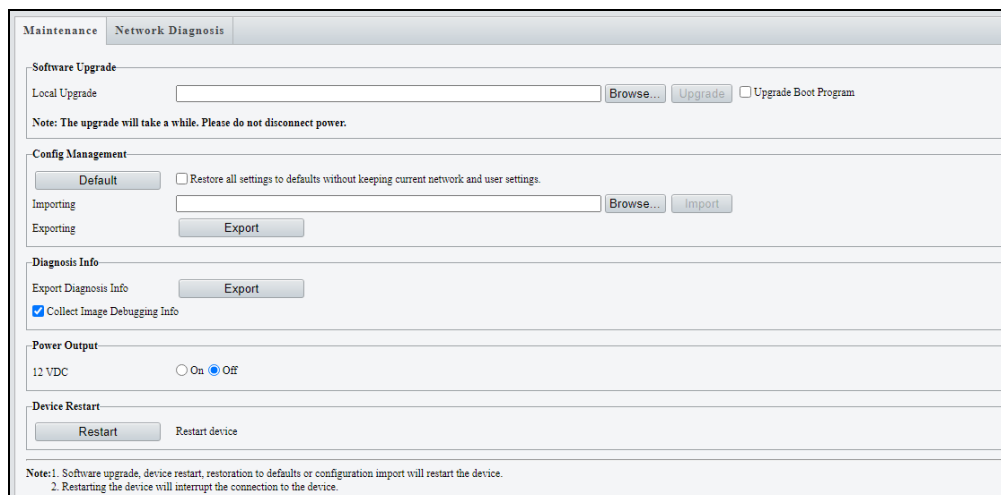 Maintenance Network Diagnosis
Software Upgrade
Local Upgrade Browse... Upgrade Upgrade Boot Program
Note: The upgrade will take a while. Please do not disconnect power.
Config Management
Default Restore all settings to defaults without keeping current network and user settings.
Importing Browse... Import
Exporting Export
Diagnosis Info
Export Diagnosis Info Export
Collect Image Debugging Info
Power Output
12 VDC On Off
Device Restart
Restart Restart device
Note:1. Software upgrade, device restart, restoration to defaults or configuration import will restart the device.
2. Restarting the device will interrupt the connection to the device.